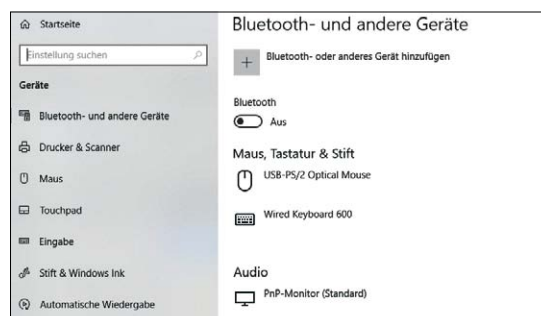 Startseite
Einstellung suchen
Geräte
Bluetooth- und andere Geräte
Drucker & Scanner
Maus
Touchpad
Eingabe
Stift & Windows Ink
Automatische Wiedergabe
Bluetooth- und andere Geräte
Bluetooth- oder anderes Gerät hinzufügen
Bluetooth
Aus
Maus, Tastatur & Stift
USB-PS/2 Optical Mouse
Wired Keyboard 600
Audio
PnP-Monitor (Standard)